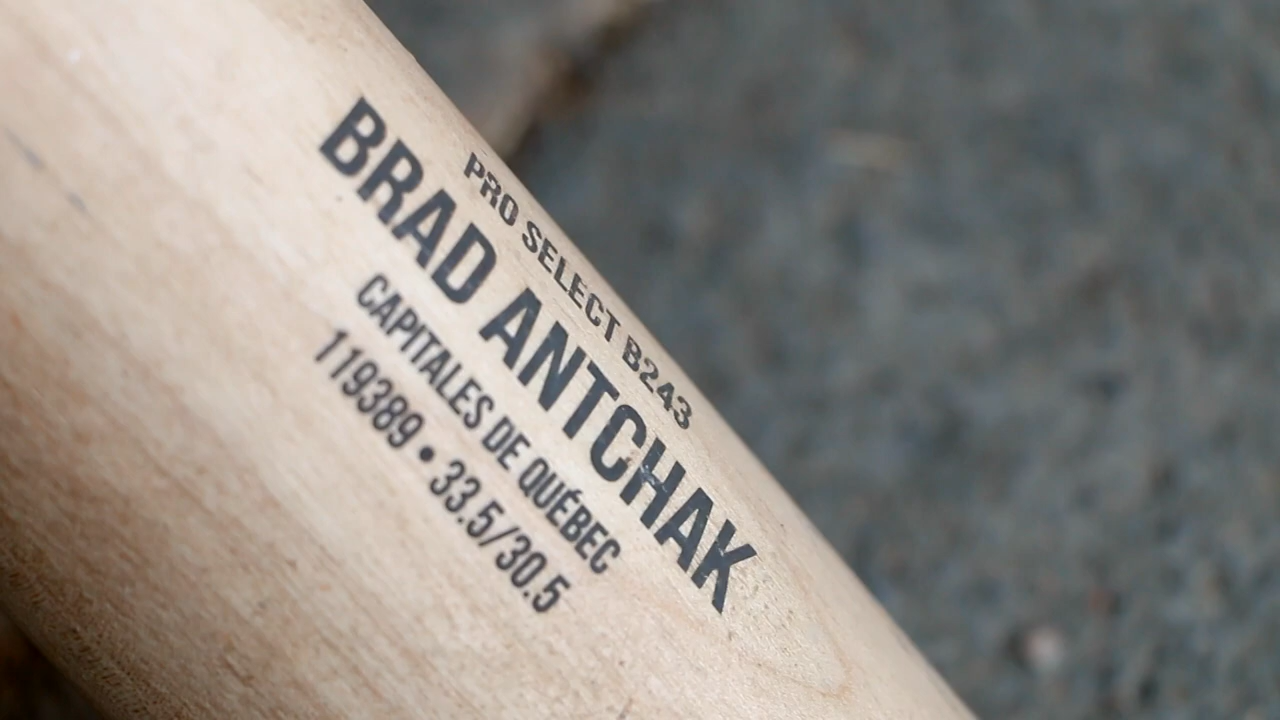 PRO SELECT B243
BRAD ANTCHAK
CAPITALES DE QUÉBEC
119389 • 33.5/30.5